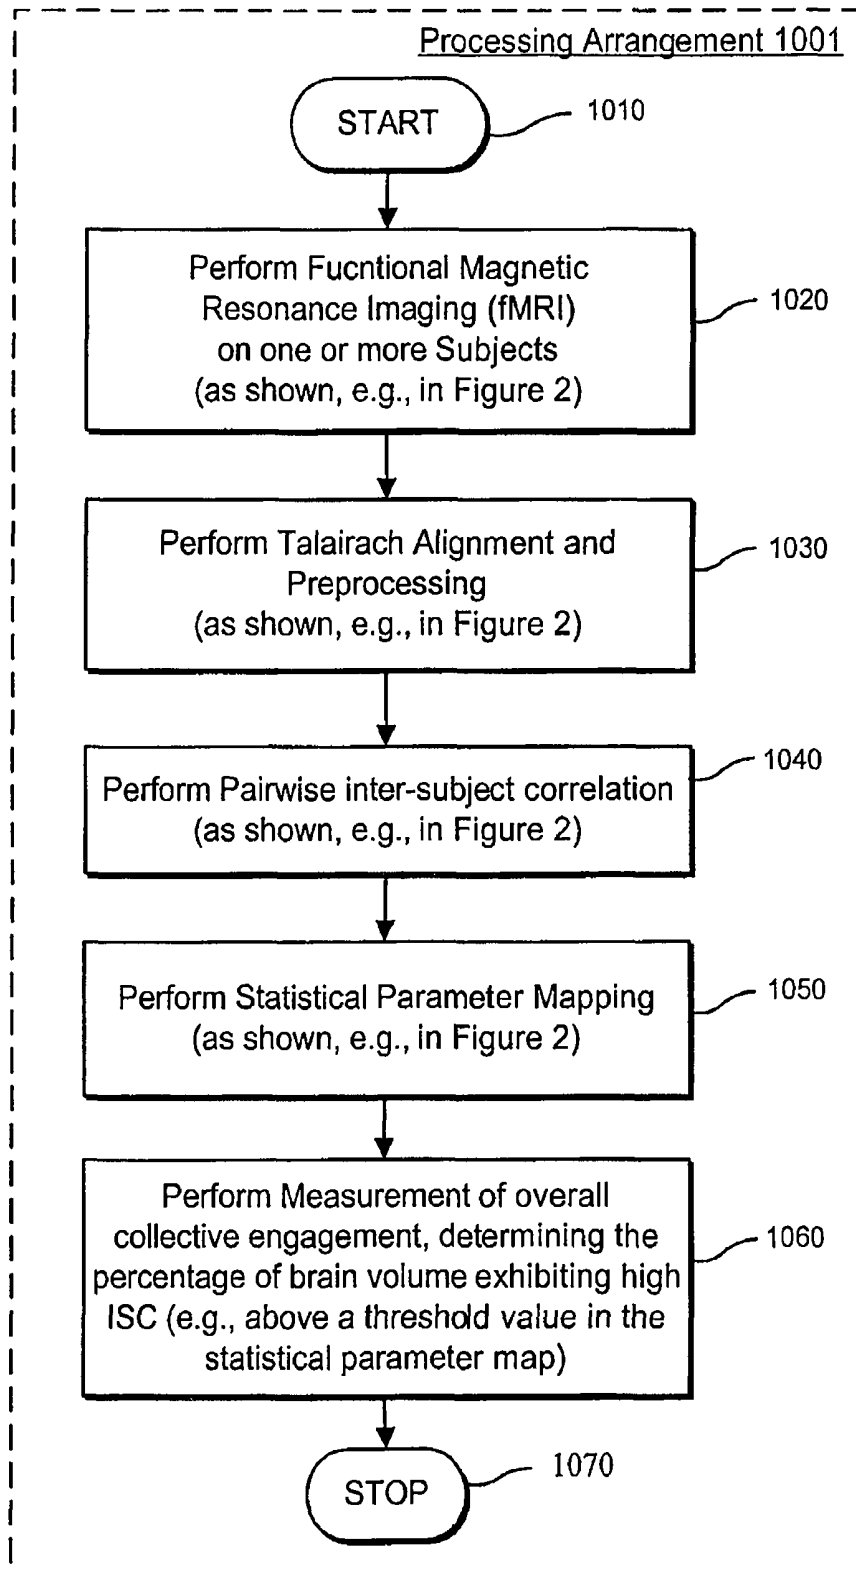 Processing Arrangement 1001
START
1010
Perform Fucntional Magnetic
Resonance Imaging (fMRI)
on one or more Subjects
(as shown, e.g., in Figure 2)
1020
Perform Talairach Alignment and
Preprocessing
(as shown, e.g., in Figure 2)
1030
Perform Pairwise inter-subject correlation
(as shown, e.g., in Figure 2)
1040
Perform Statistical Parameter Mapping
(as shown, e.g., in Figure 2)
1050
Perform Measurement of overall
collective engagement, determining the
percentage of brain volume exhibiting high
ISC (e.g., above a threshold value in the
statistical parameter map)
1060
STOP
1070